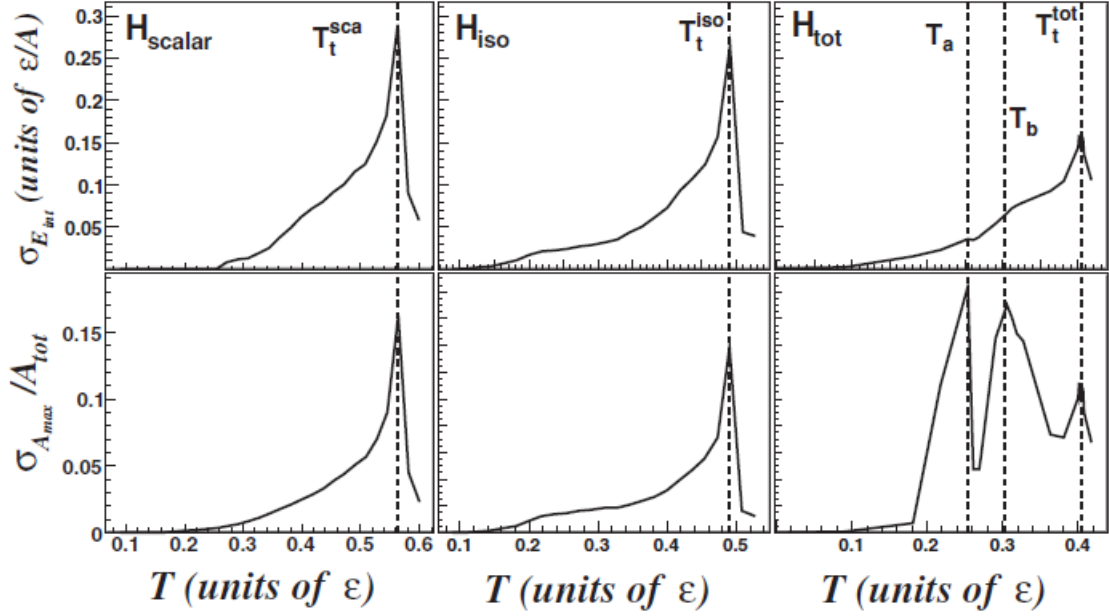 H_scalar
T_t^sca
H_iso
T_t^iso
H_tot
T_a
T_t^tot
T_b
σ_E_int (units of ε/A)
0.3
0.25
0.2
0.15
0.1
0.05
σ_A_max /A_tot
0.15
0.1
0.05
0
0.1 0.2 0.3 0.4 0.5 0.6
0.1 0.2 0.3 0.4 0.5
0.1 0.2 0.3 0.4
T (units of ε)
T (units of ε)
T (units of ε)